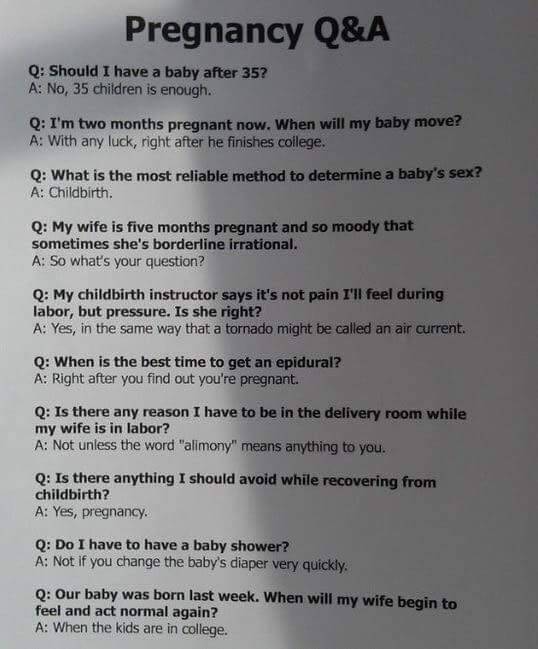 Pregnancy Q&A
Q: Should I have a baby after 35?
A: No, 35 children is enough.
Q: I'm two months pregnant now. When will my baby move?
A: With any luck, right after he finishes college.
Q: What is the most reliable method to determine a baby's sex?
A: Childbirth.
Q: My wife is five months pregnant and so moody that
sometimes she's borderline irrational.
A: So what's your question?
Q: My childbirth instructor says it's not pain I'll feel during
labor, but pressure. Is she right?
A: Yes, in the same way that a tornado might be called an air current.
Q: When is the best time to get an epidural?
A: Right after you find out you're pregnant.
Q: Is there any reason I have to be in the delivery room while
my wife is in labor?
A: Not unless the word "alimony" means anything to you.
Q: Is there anything I should avoid while recovering from
childbirth?
A: Yes, pregnancy.
Q: Do I have to have a baby shower?
A: Not if you change the baby's diaper very quickly.
Q: Our baby was born last week. When will my wife begin to
feel and act normal again?
A: When the kids are in college.